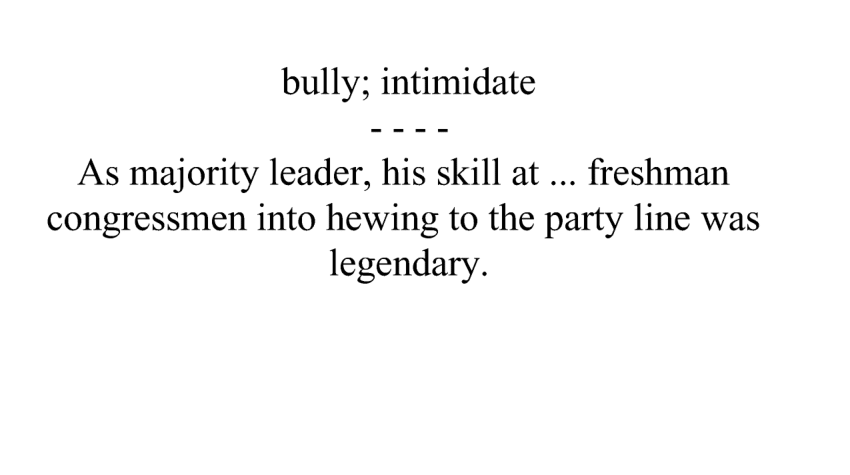 bully; intimidate
- - - -
As majority leader, his skill at ... freshman
congressmen into hewing to the party line was
legendary.